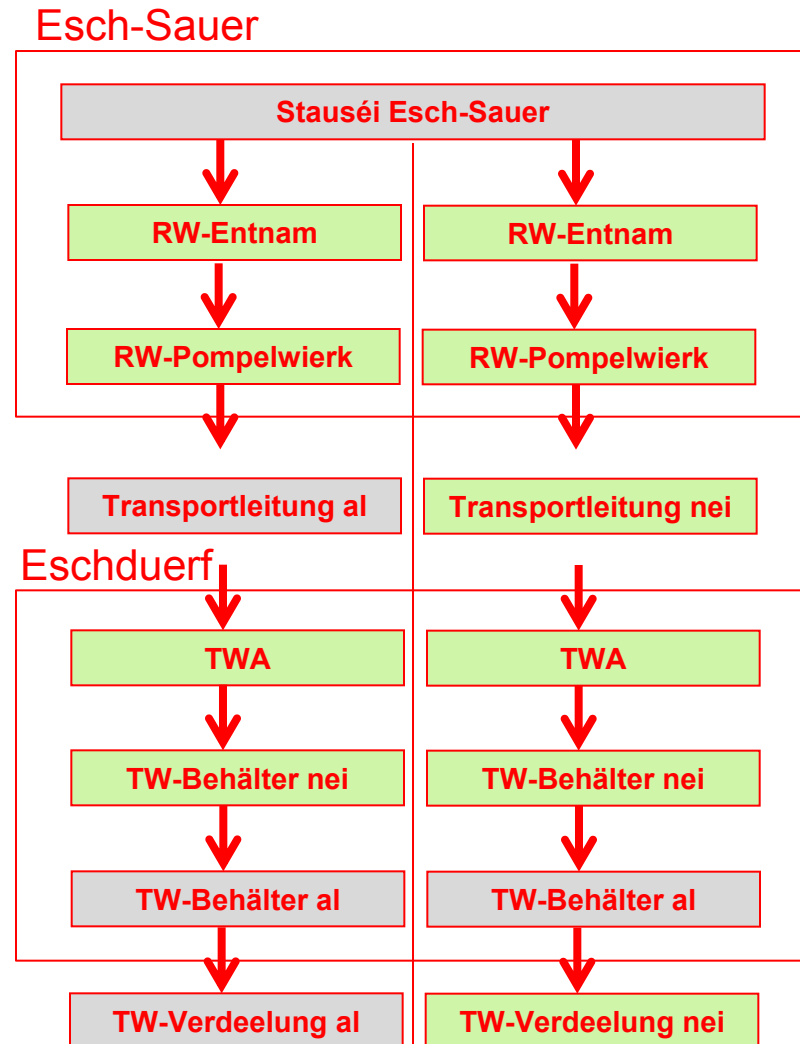 Esch-Sauer
Stauséi Esch-Sauer
RW-Entnam
RW-Entnam
RW-Pompelwierk
RW-Pompelwierk
Transportleitung al
Transportleitung nei
Eschduerf
TWA
TWA
TW-Behälter nei
TW-Behälter nei
TW-Behälter al
TW-Behälter al
TW-Verdeelung al
TW-Verdeelung nei